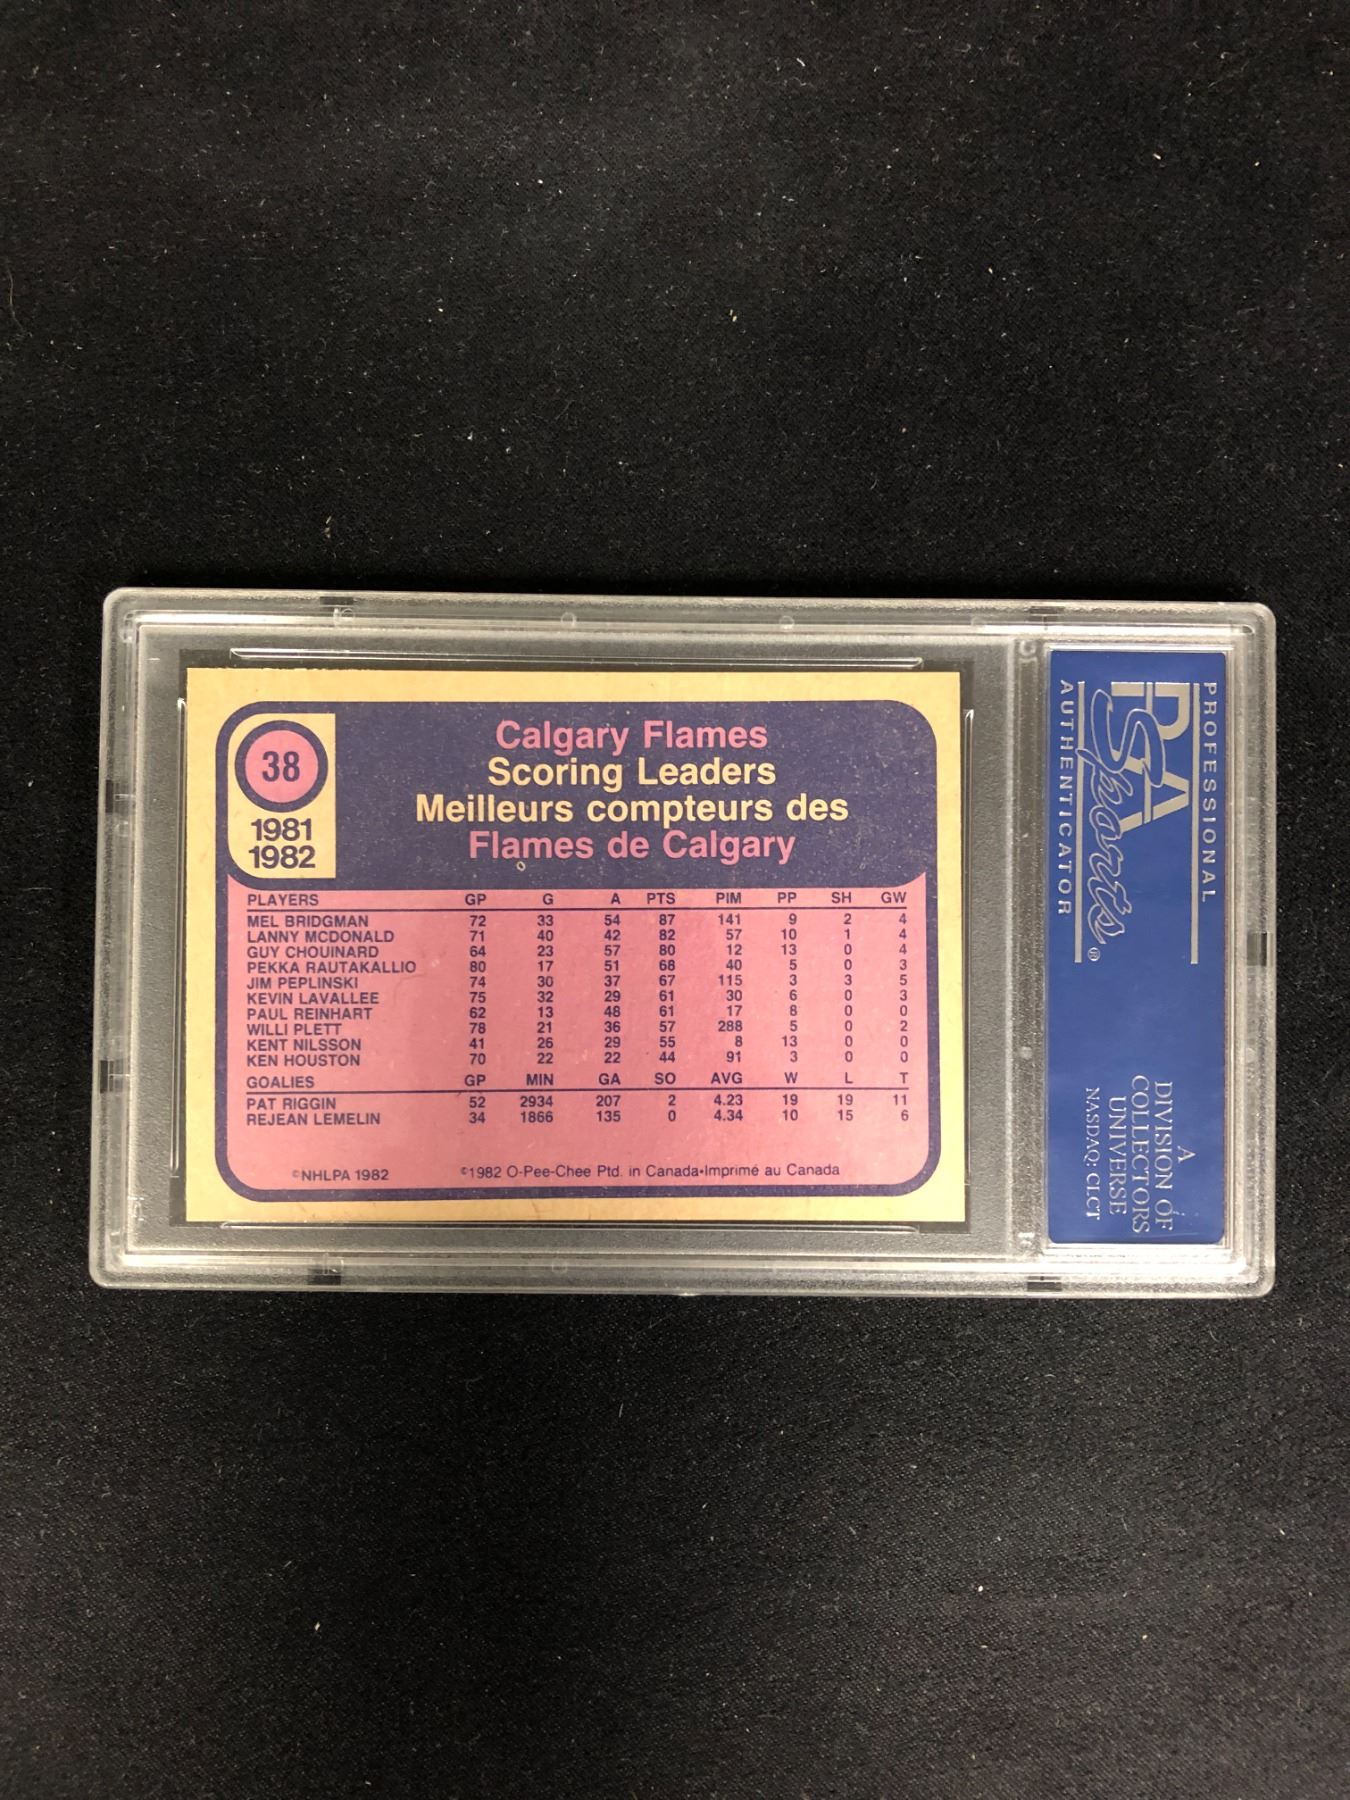 38
1981
1982
Calgary Flames
Scoring Leaders
Meilleurs compteurs des
Flames de Calgary
PLAYERS GP G A PTS PIM PP SH GW
MEL BRIDGMAN 72 33 54 87 141 9 2 4
LANNY MCDONALD 71 40 42 82 57 10 1 4
GUY CHOUINARD 64 23 57 80 12 13 0 4
PEKKA RAUTAKALLIO 80 17 51 68 40 5 0 3
JIM PEPLINSKI 74 30 37 67 115 3 3 5
KEVIN LAVALLEE 75 32 29 61 30 6 0 3
PAUL REINHART 62 13 48 61 17 8 0 0
WILLI PLETT 78 21 36 57 288 5 0 2
KENT NILSSON 41 26 29 55 8 13 0 0
KEN HOUSTON 70 22 22 44 91 3 0 0
GOALIES GP MIN GA SO AVG W L T
PAT RIGGIN 52 2934 207 2 4.23 19 19 11
REJEAN LEMELIN 34 1866 135 0 4.34 10 15 6
©NHLPA 1982 ©1982 O-Pee-Chee Ptd. in Canada•Imprimé au Canada
PROFESSIONAL
PSA
Sports®
AUTHENTICATOR
A
DIVISION OF
COLLECTORS
UNIVERSE
NASDAQ: CLCT